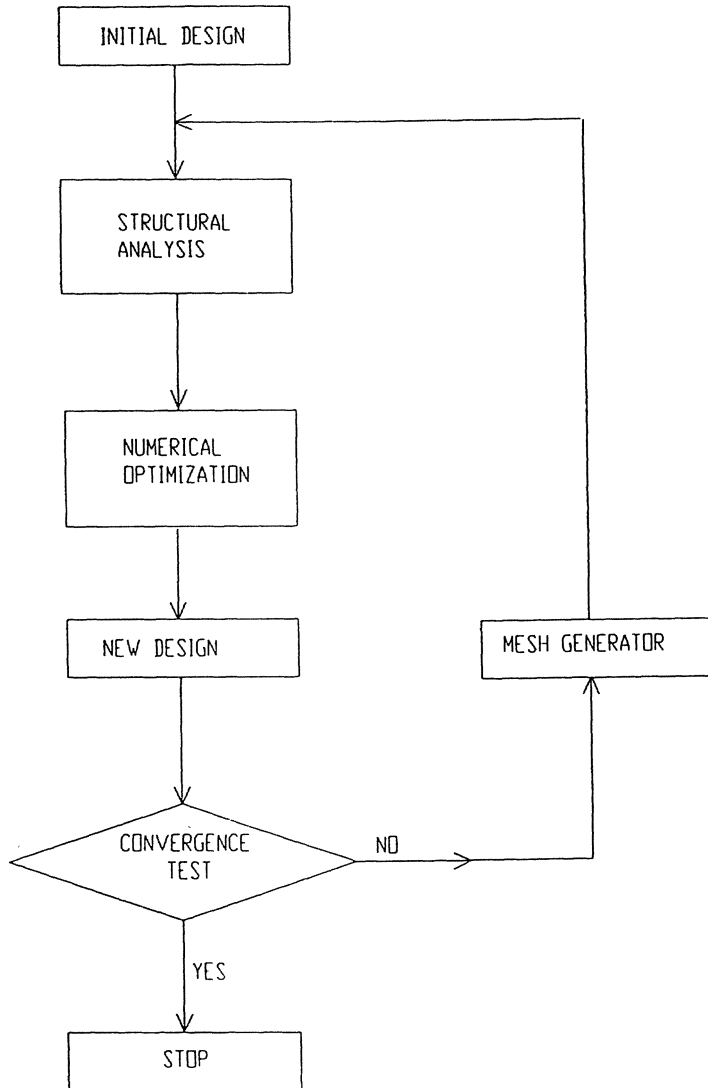 INITIAL DESIGN
STRUCTURAL
ANALYSIS
NUMERICAL
OPTIMIZATION
NEW DESIGN
MESH GENERATOR
CONVERGENCE
TEST
NO
YES
STOP